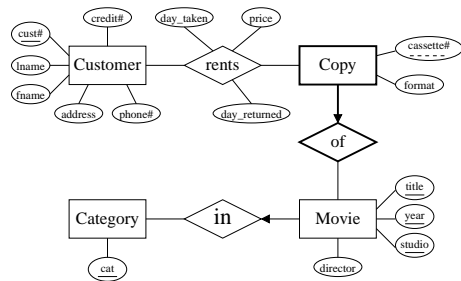 credit#
day_taken
price
cust#
cassette#
lname
Customer
rents
Copy
fname
format
address
phone#
day_returned
of
title
Category
in
Movie
year
studio
cat
director